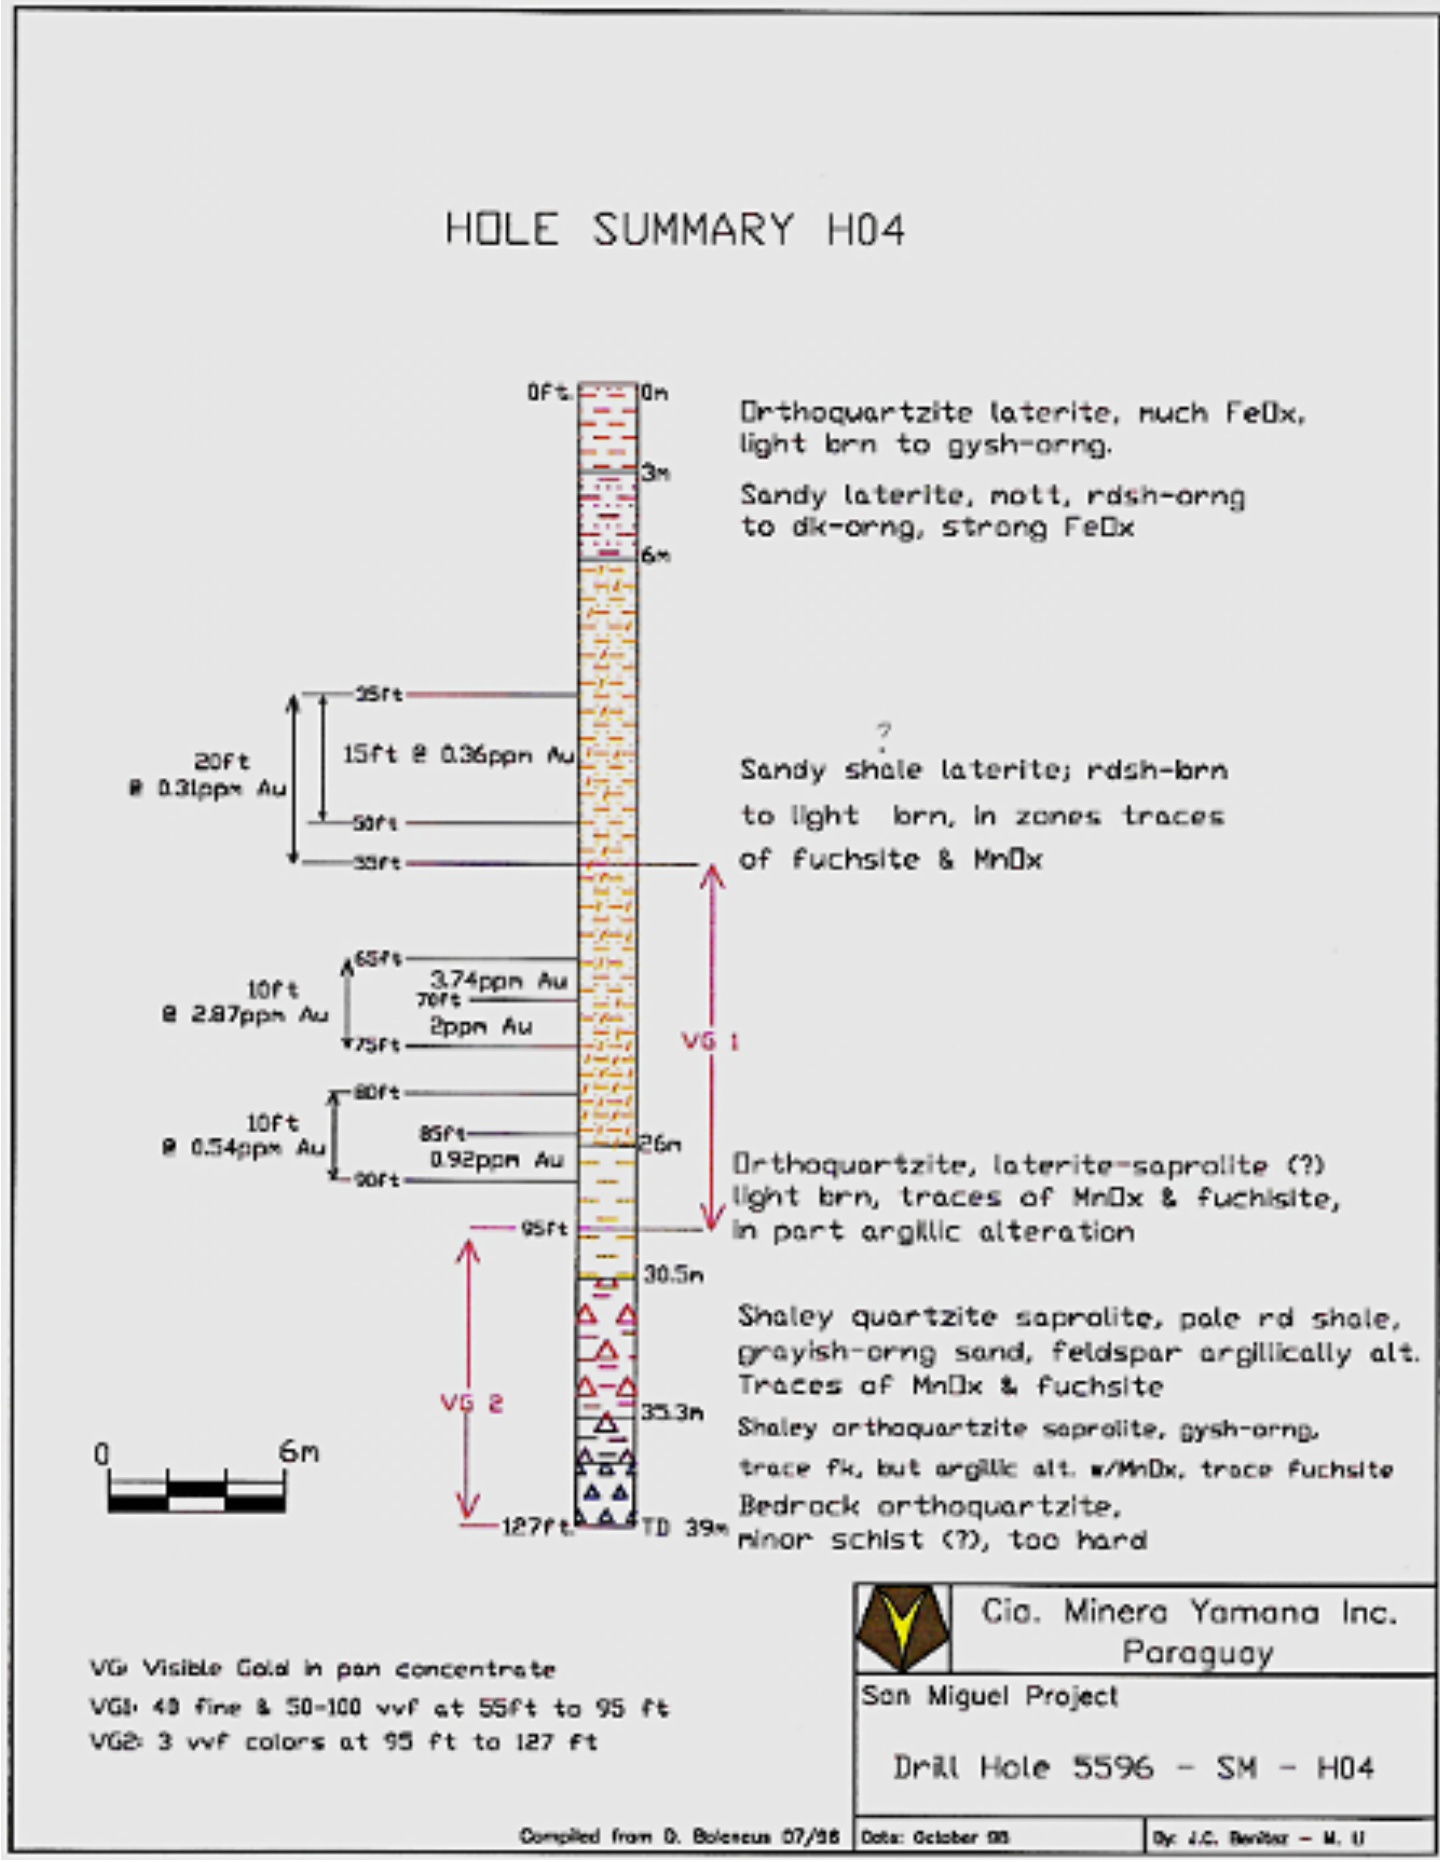 HOLE SUMMARY H04
0ft.
0m
Orthoquartzite laterite, much FeOx,
light brn to gysh-orng.
3m
Sandy laterite, mott, rdsh-orng
to dk-orng, strong FeOx
6m
35ft
15ft @ 0.36ppm Au
20ft
@ 0.31ppm Au
50ft
55ft
?
Sandy shale laterite; rdsh-brn
to light brn, in zones traces
of fuchsite & MnOx
65ft
3.74ppm Au
10ft
@ 2.87ppm Au
70ft
2ppm Au
75ft
VG 1
80ft
10ft
@ 0.54ppm Au
85ft
0.92ppm Au
90ft
26m
Orthoquartzite, laterite-saprolite (?)
light brn, traces of MnOx & fuchisite,
in part argillic alteration
95ft
30.5m
Shaley quartzite saprolite, pale rd shale,
grayish-orng sand, feldspar argillically alt.
Traces of MnOx & fuchsite
VG 2
35.3m
Shaley orthoquartzite saprolite, gysh-orng,
trace fk, but argillic alt. w/MnOx, trace fuchsite
Bedrock orthoquartzite,
minor schist (?), too hard
127ft.
TD 39m
0 6m
VG: Visible Gold in pan concentrate
VG1: 40 fine & 50-100 vvf at 55ft to 95 ft
VG2: 3 vvf colors at 95 ft to 127 ft
Cia. Minera Yamana Inc.
Paraguay
San Miguel Project
Drill Hole 5596 - SM - H04
Compiled from D. Boleneus 07/98
Date: October 98
By: J.C. Benitez - M. U